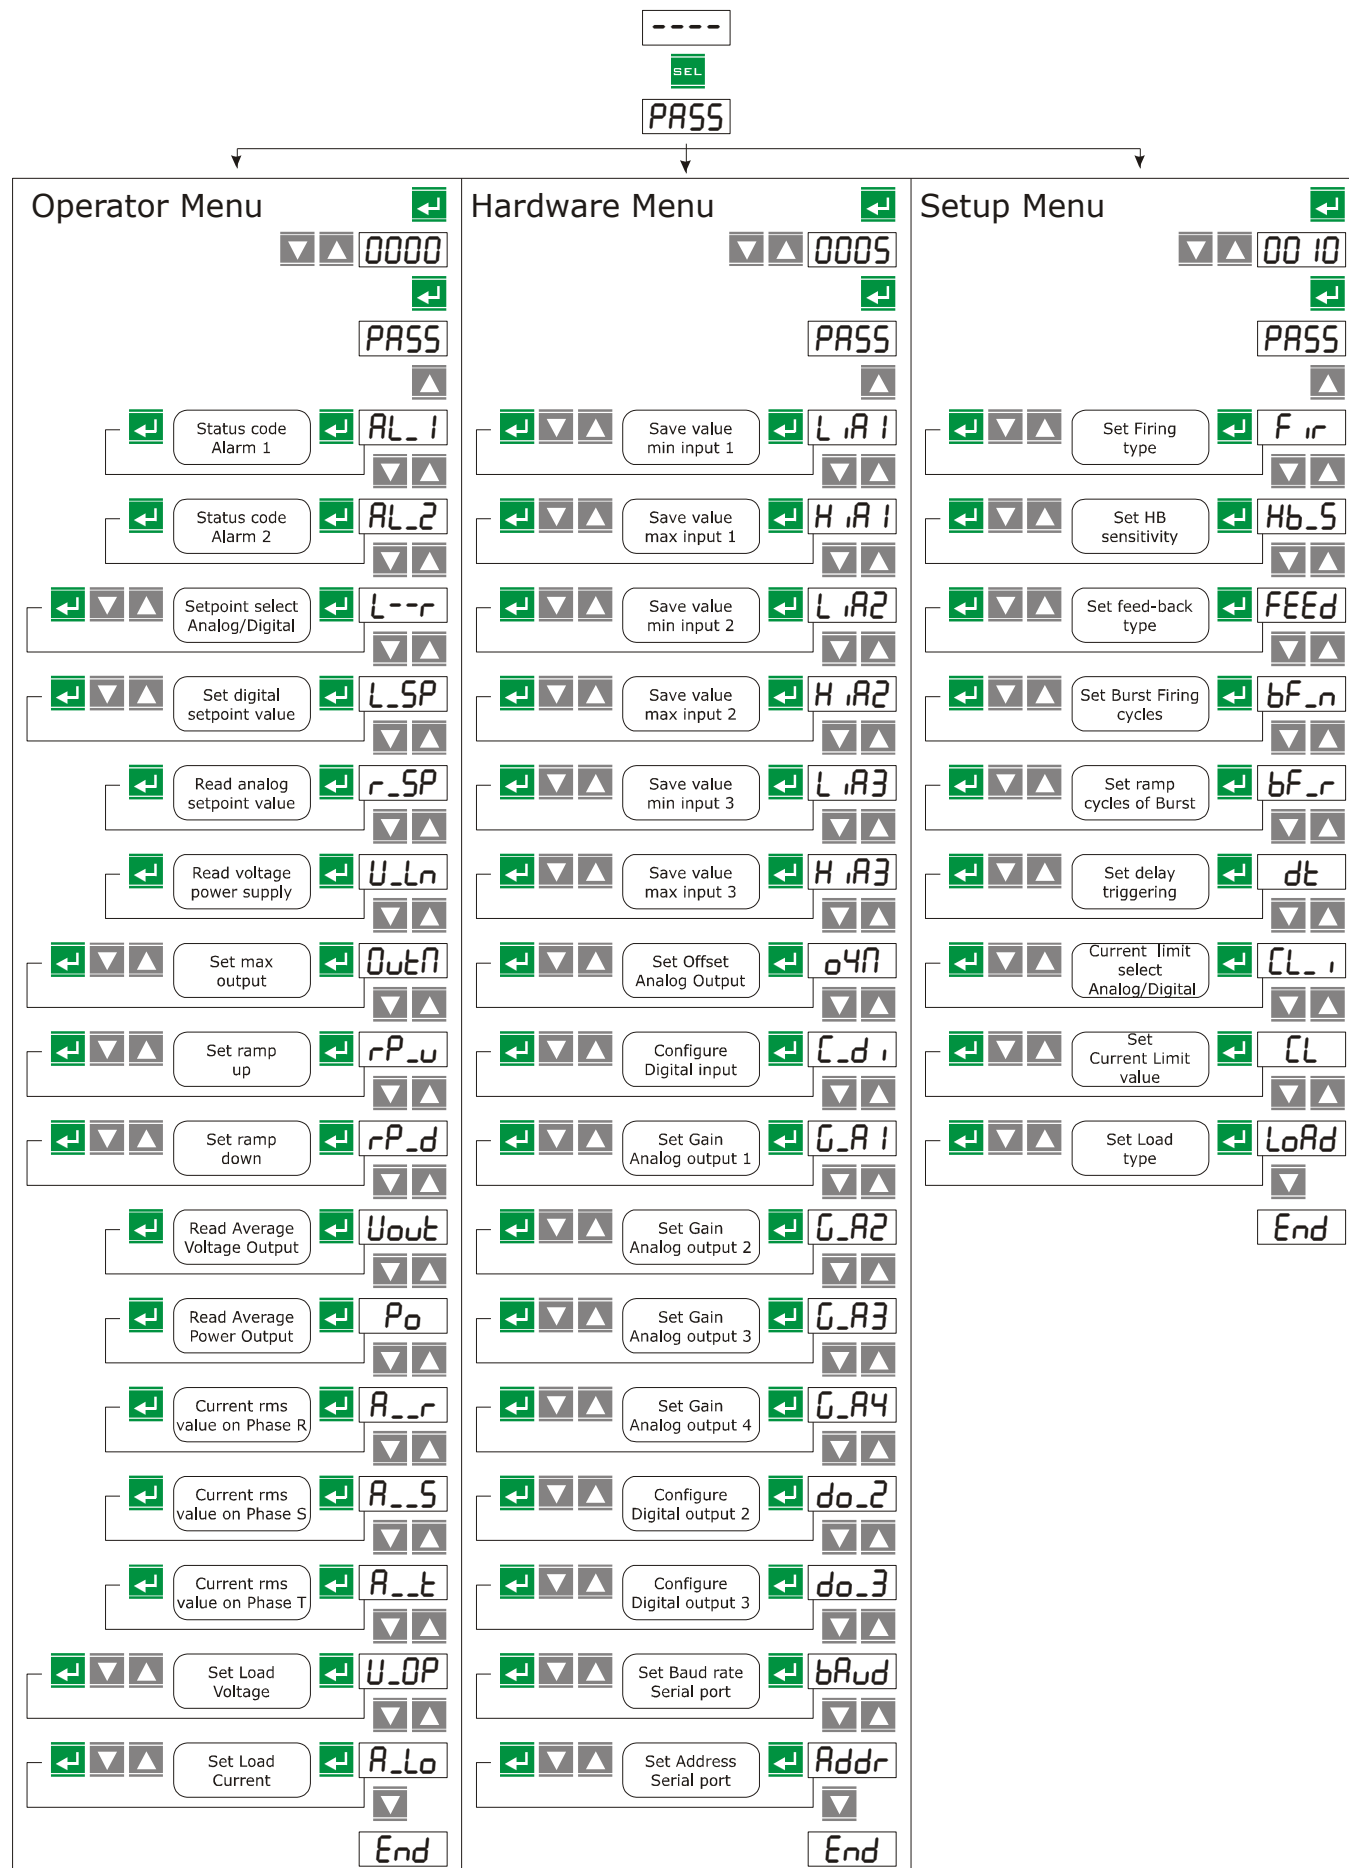 ----
SEL
PASS
Operator Menu
0000
PASS
Status code
Alarm 1
AL_1
Status code
Alarm 2
AL_2
Setpoint select
Analog/Digital
L--r
Set digital
setpoint value
L_SP
Read analog
setpoint value
r_SP
Read voltage
power supply
U_Ln
Set max
output
OutM
Set ramp
up
rP_u
Set ramp
down
rP_d
Read Average
Voltage Output
Uout
Read Average
Power Output
Po
Current rms
value on Phase R
A__r
Current rms
value on Phase S
A__S
Current rms
value on Phase T
A__t
Set Load
Voltage
U_OP
Set Load
Current
A_Lo
End
Hardware Menu
0005
PASS
Save value
min input 1
LiA1
Save value
max input 1
HiA1
Save value
min input 2
LiA2
Save value
max input 2
HiA2
Save value
min input 3
LiA3
Save value
max input 3
HiA3
Set Offset
Analog Output
o4M
Configure
Digital input
C_di
Set Gain
Analog output 1
G_A1
Set Gain
Analog output 2
G_A2
Set Gain
Analog output 3
G_A3
Set Gain
Analog output 4
G_A4
Configure
Digital output 2
do_2
Configure
Digital output 3
do_3
Set Baud rate
Serial port
bAud
Set Address
Serial port
Addr
End
Setup Menu
0010
PASS
Set Firing
type
Fir
Set HB
sensitivity
Hb_S
Set feed-back
type
FEEd
Set Burst Firing
cycles
bF_n
Set ramp
cycles of Burst
bF_r
Set delay
triggering
dt
Current limit
select
Analog/Digital
CL_i
Set
Current Limit
value
CL
Set Load
type
LoAd
End